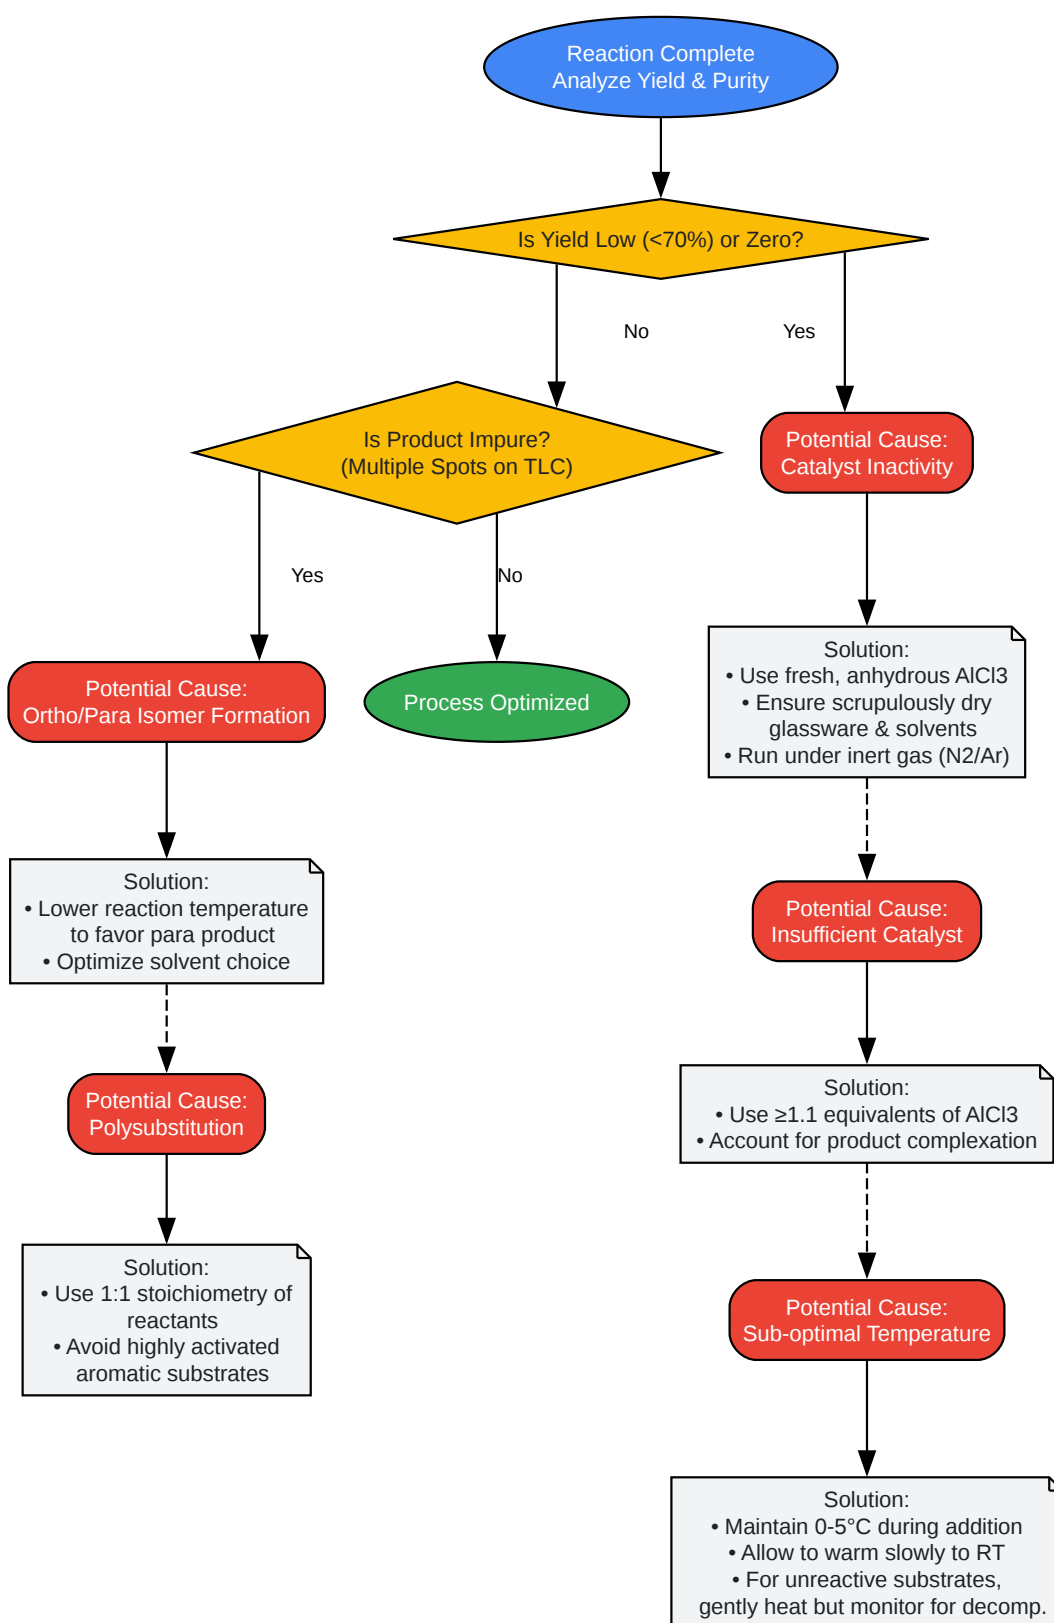 Reaction Complete
Analyze Yield & Purity
Is Yield Low (<70%) or Zero?
No
Yes
Is Product Impure?
(Multiple Spots on TLC)
Potential Cause:
Catalyst Inactivity
Yes
No
Solution:
• Use fresh, anhydrous AlCl3
• Ensure scrupulously dry
glassware & solvents
• Run under inert gas (N2/Ar)
Potential Cause:
Ortho/Para Isomer Formation
Process Optimized
Solution:
• Lower reaction temperature
to favor para product
• Optimize solvent choice
Potential Cause:
Insufficient Catalyst
Solution:
• Use ≥1.1 equivalents of AlCl3
• Account for product complexation
Potential Cause:
Polysubstitution
Solution:
• Use 1:1 stoichiometry of
reactants
• Avoid highly activated
aromatic substrates
Potential Cause:
Sub-optimal Temperature
Solution:
• Maintain 0-5°C during addition
• Allow to warm slowly to RT
• For unreactive substrates,
gently heat but monitor for decomp.